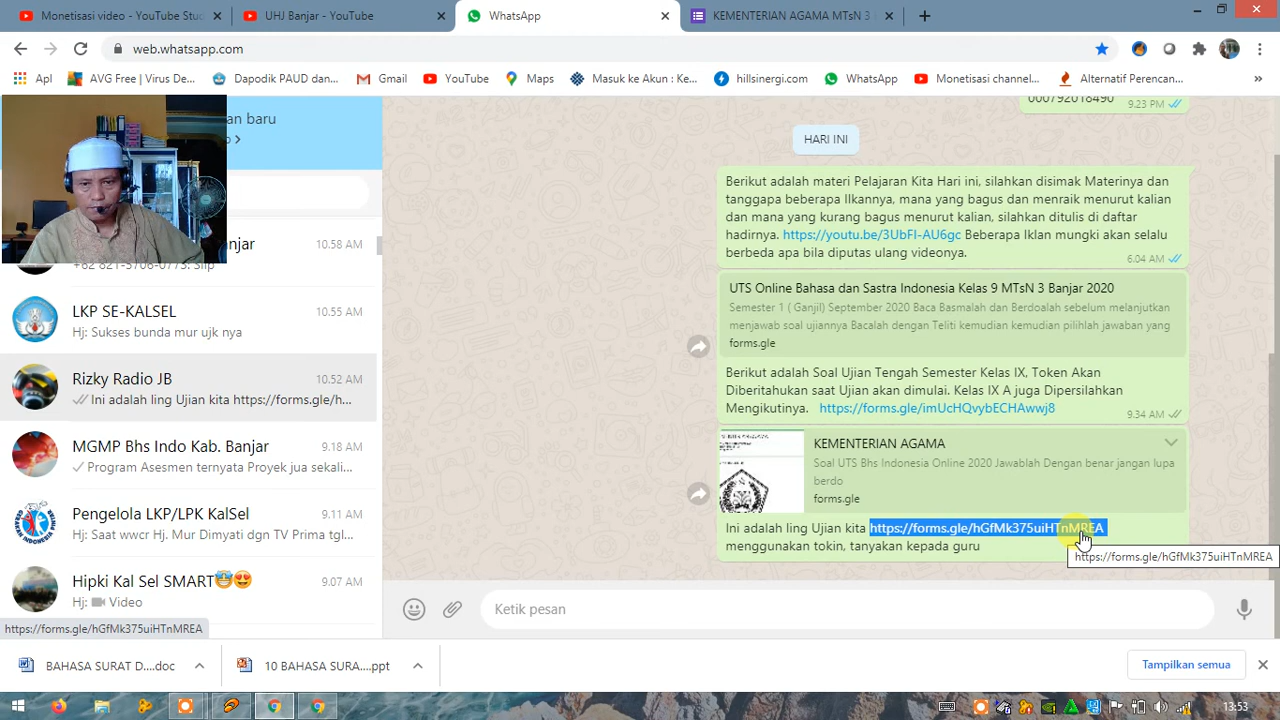 Monetisasi video - YouTube Stu
UHJ Banjar - YouTube
WhatsApp
KEMENTERIAN AGAMA MTsN 3
web.whatsapp.com
Apl
AVG Free | Virus De...
Dapodik PAUD dan...
Gmail
YouTube
Maps
Masuk ke Akun : Ke...
hillsinergi.com
WhatsApp
Monetisasi channel...
Alternatif Perencan...
an baru
anjar
10.58 AM
+62 821-5706-0773: Slip
LKP SE-KALSEL
10.55 AM
Hj: Sukses bunda mur ujk nya
Rizky Radio JB
10.52 AM
Ini adalah ling Ujian kita https://forms.gle/h...
MGMP Bhs Indo Kab. Banjar
9.18 AM
Program Asesmen ternyata Proyek jua sekali...
Pengelola LKP/LPK KalSel
9.11 AM
Hj: Saat wwcr Hj. Mur Dimyati dgn TV Prima tgl...
Hipki Kal Sel SMART
9.07 AM
Hj: Video
https://forms.gle/hGfMk375uiHTnMREA
000792018490
9:23 PM
HARI INI
Berikut adalah materi Pelajaran Kita Hari ini, silahkan disimak Materinya dan
tanggapa beberapa Ilkannya, mana yang bagus dan menraik menurut kalian
dan mana yang kurang bagus menurut kalian, silahkan ditulis di daftar
hadirnya. https://youtu.be/3UbFI-AU6gc Beberapa Iklan mungki akan selalu
berbeda apa bila diputas ulang videonya.
6.04 AM
UTS Online Bahasa dan Sastra Indonesia Kelas 9 MTsN 3 Banjar 2020
Semester 1 ( Ganjil) September 2020 Baca Basmalah dan Berdoalah sebelum melanjutkan
menjawab soal ujiannya Bacalah dengan Teliti kemudian kemudian pilihlah jawaban yang
forms.gle
Berikut adalah Soal Ujian Tengah Semester Kelas IX, Token Akan
Diberitahukan saat Ujian akan dimulai. Kelas IX A juga Dipersilahkan
Mengikutinya. https://forms.gle/imUcHQvybECHAwwj8
9.34 AM
KEMENTERIAN AGAMA
Soal UTS Bhs Indonesia Online 2020 Jawablah Dengan benar jangan lupa
berdo
forms.gle
Ini adalah ling Ujian kita https://forms.gle/hGfMk375uiHTnMREA
menggunakan tokin, tanyakan kepada guru
https://forms.gle/hGfMk375uiHTnMREA
Ketik pesan
BAHASA SURAT D....doc
10 BAHASA SURA....ppt
Tampilkan semua
13:53